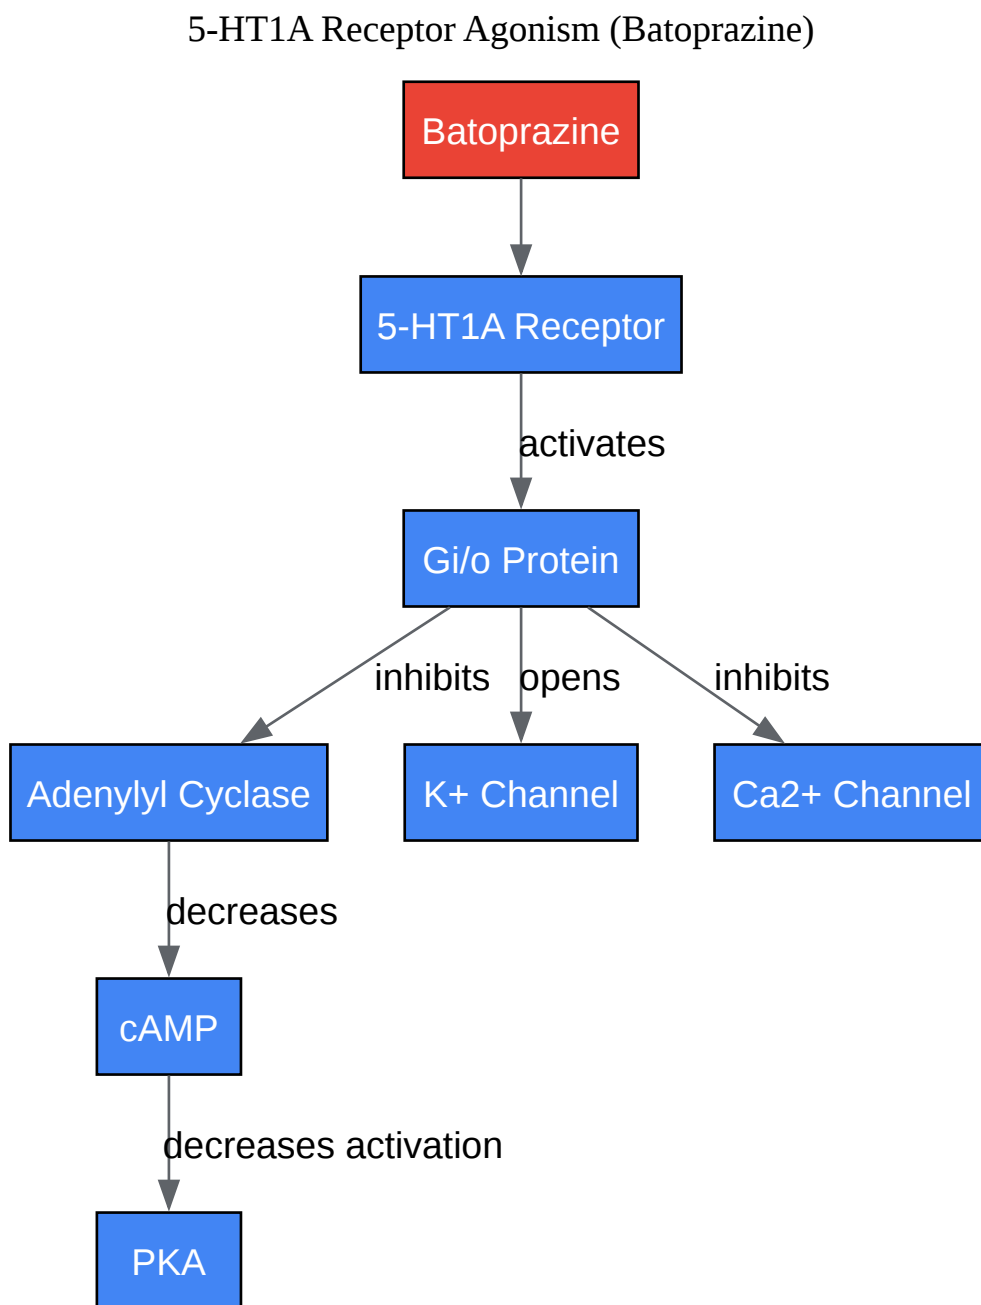 5-HT1A Receptor Agonism (Batoprazine)
Batoprazine
5-HT1A Receptor
activates
Gi/o Protein
inhibits
opens
inhibits
Adenylyl Cyclase
K+ Channel
Ca2+ Channel
decreases
cAMP
decreases activation
PKA